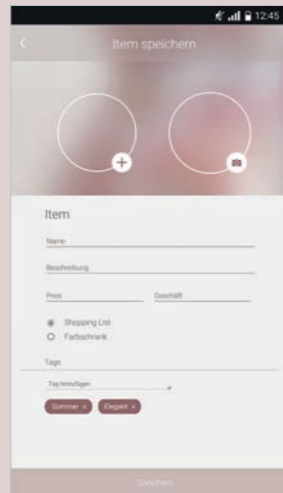 12:45
Item speichern
Item
Name
Beschreibung
Preis Geschäft
Shopping List
Farbschrank
Tags
Tag hinzufügen
Sommer × Elegant ×
Speichern